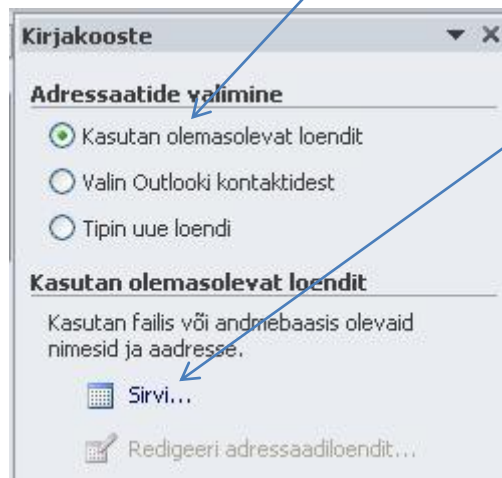 Kirjakooste
Adressaatide valimine
Kasutan olemasolevat loendit
Valin Outlooki kontaktidest
Tipin uue loendi
Kasutan olemasolevat loendit
Kasutan failis või andmebaasis olevaid
nimesid ja aadresse.
Sirvi...
Redigeeri adressaadiloendit...